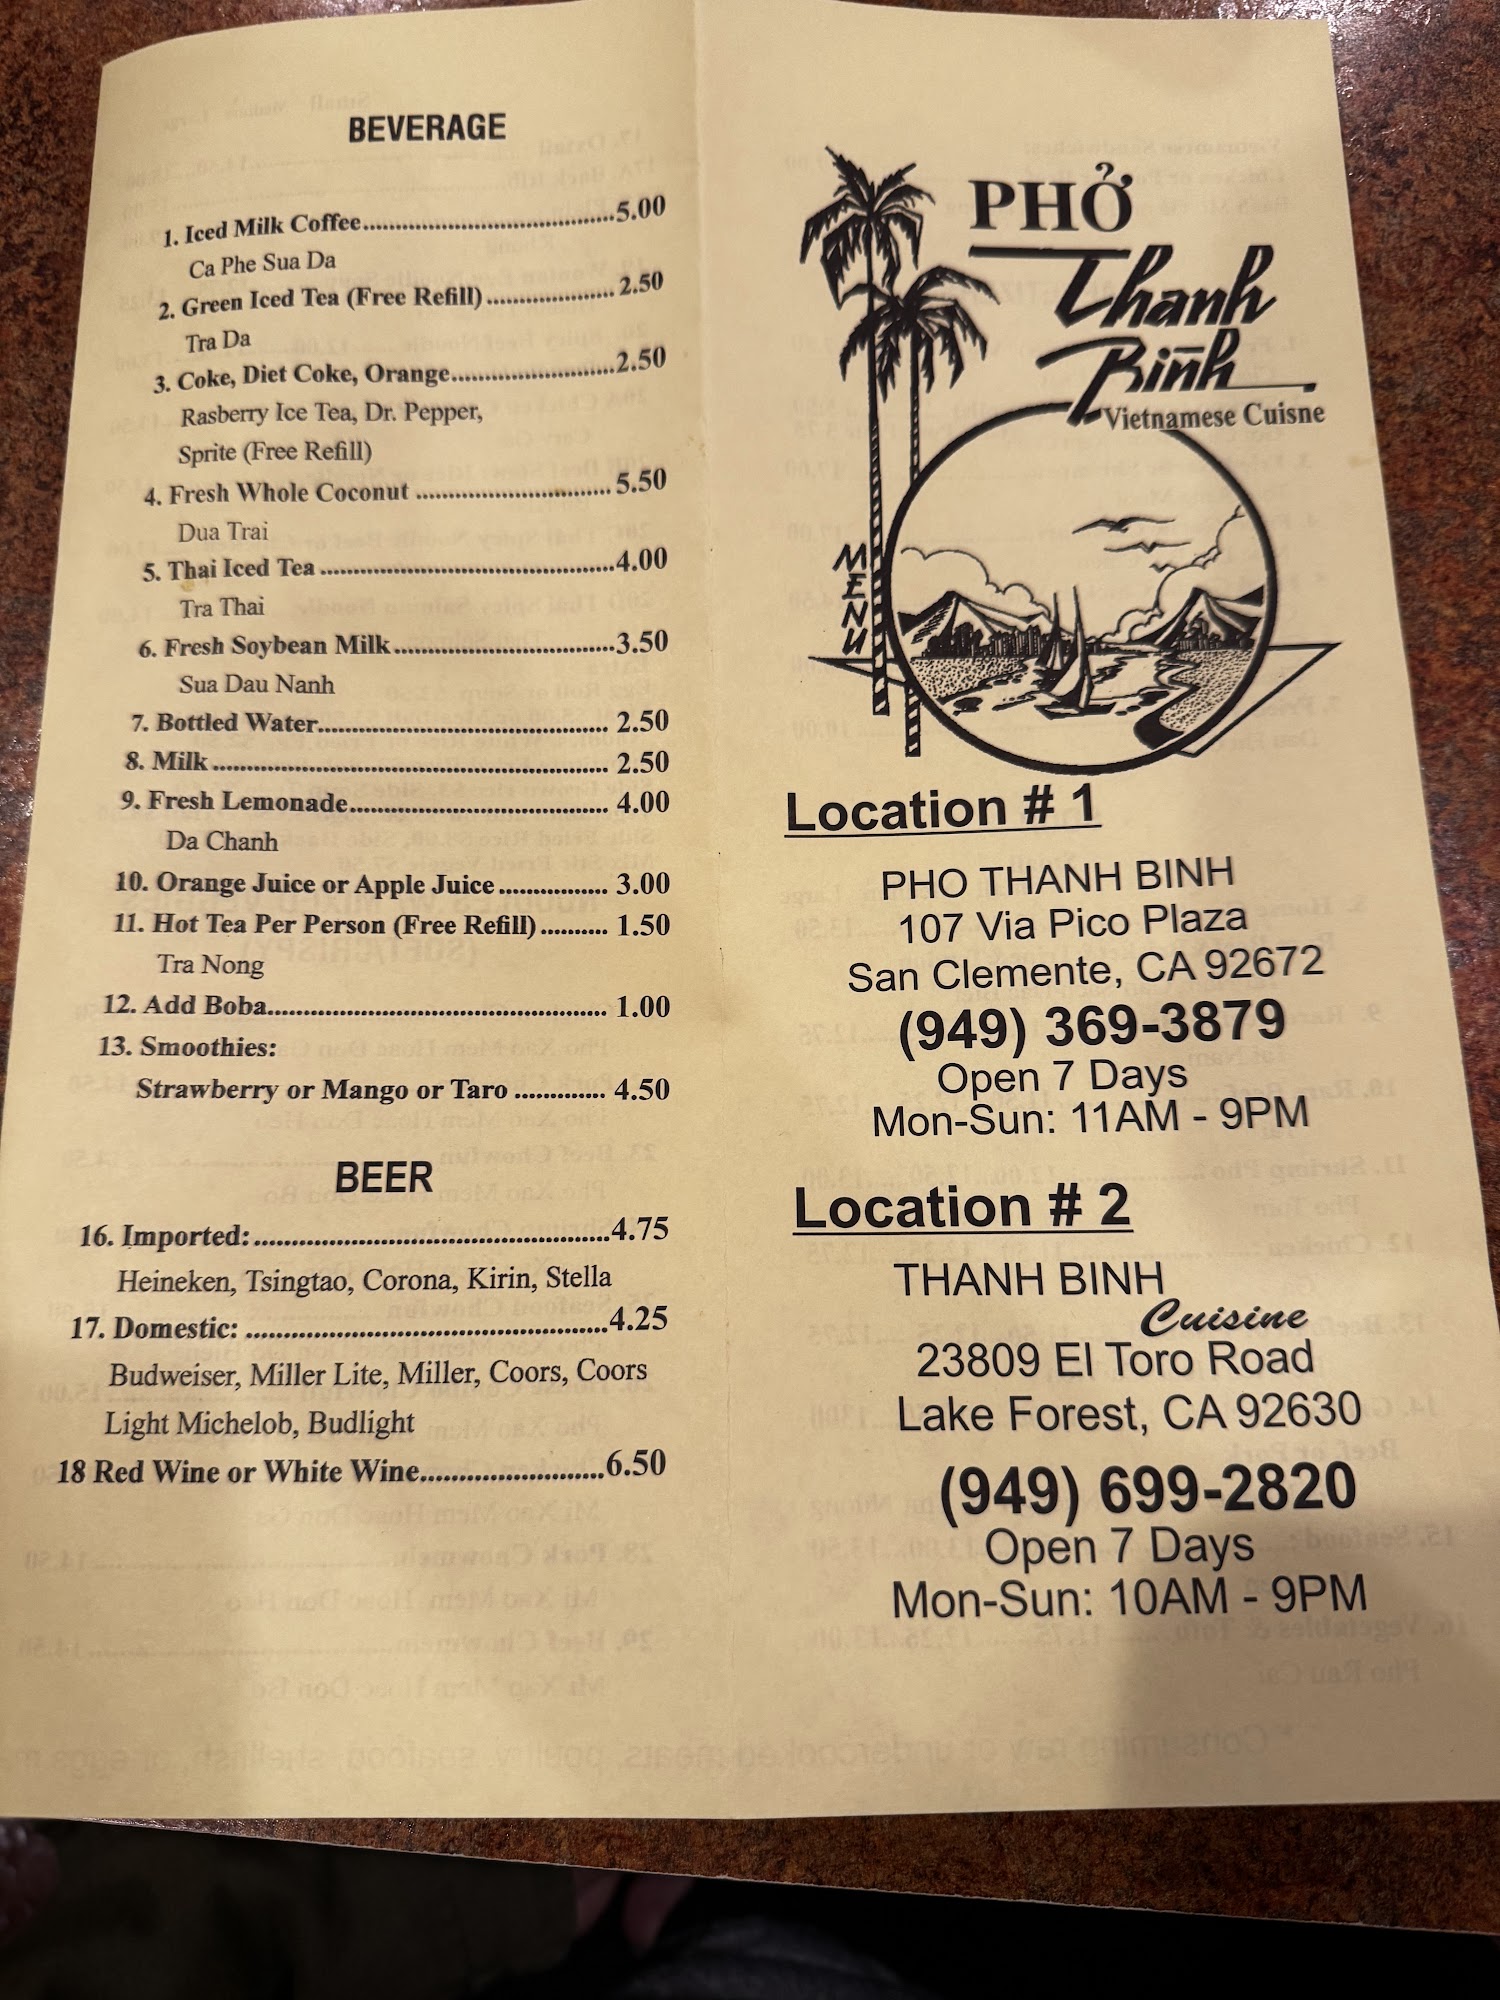 BEVERAGE
1. Iced Milk Coffee.....................................5.00
Ca Phe Sua Da
2. Green Iced Tea (Free Refill)...................2.50
Tra Da
3. Coke, Diet Coke, Orange........................2.50
Rasberry Ice Tea, Dr. Pepper,
Sprite (Free Refill)
4. Fresh Whole Coconut .............................5.50
Dua Trai
5. Thai Iced Tea ...........................................4.00
Tra Thai
6. Fresh Soybean Milk ................................3.50
Sua Dau Nanh
7. Bottled Water........................................... 2.50
8. Milk .......................................................... 2.50
9. Fresh Lemonade...................................... 4.00
Da Chanh
10. Orange Juice or Apple Juice................ 3.00
11. Hot Tea Per Person (Free Refill).......... 1.50
Tra Nong
12. Add Boba................................................. 1.00
13. Smoothies:
Strawberry or Mango or Taro ............. 4.50
BEER
16. Imported:...................................................4.75
Heineken, Tsingtao, Corona, Kirin, Stella
17. Domestic: ...................................................4.25
Budweiser, Miller Lite, Miller, Coors, Coors
Light Michelob, Budlight
18 Red Wine or White Wine..........................6.50
PHỞ
Thanh
Binh
Vietnamese Cuisne
MENU
Location # 1
PHO THANH BINH
107 Via Pico Plaza
San Clemente, CA 92672
(949) 369-3879
Open 7 Days
Mon-Sun: 11AM - 9PM
Location # 2
THANH BINH
Cuisine
23809 El Toro Road
Lake Forest, CA 92630
(949) 699-2820
Open 7 Days
Mon-Sun: 10AM - 9PM